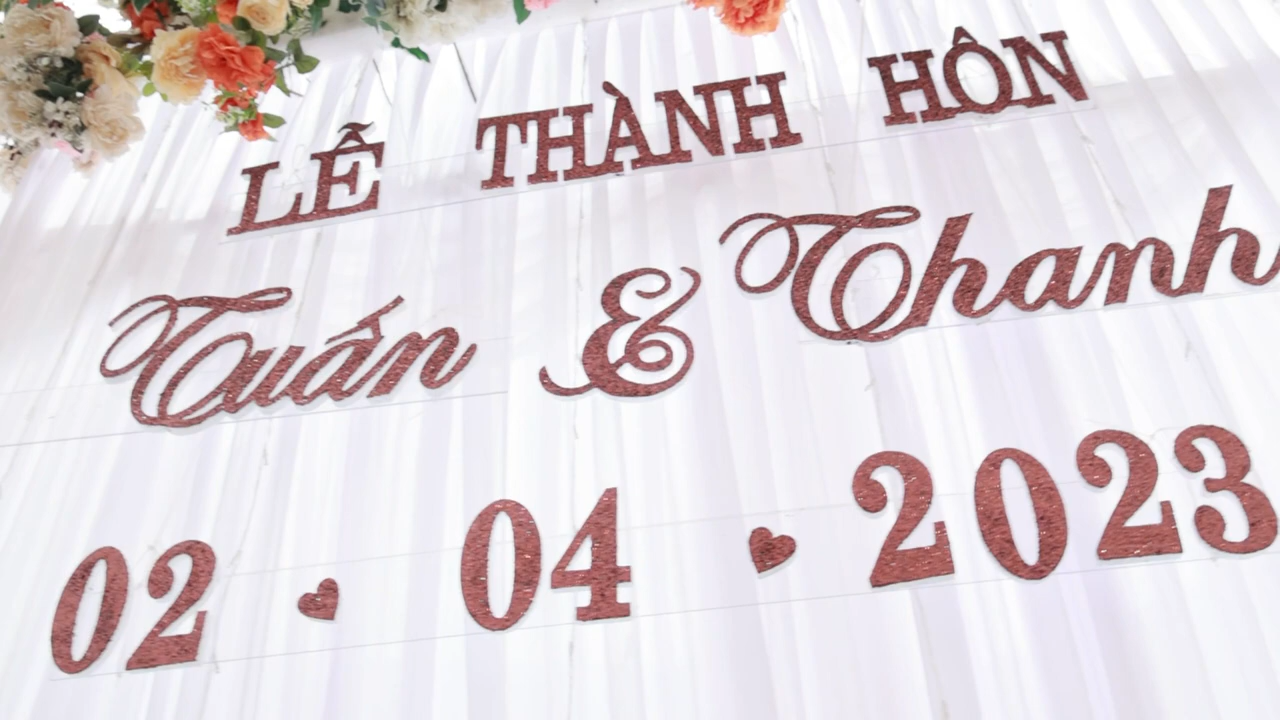 LỄ THÀNH HÔN
Tuấn & Thanh
02 ♥ 04 ♥ 2023